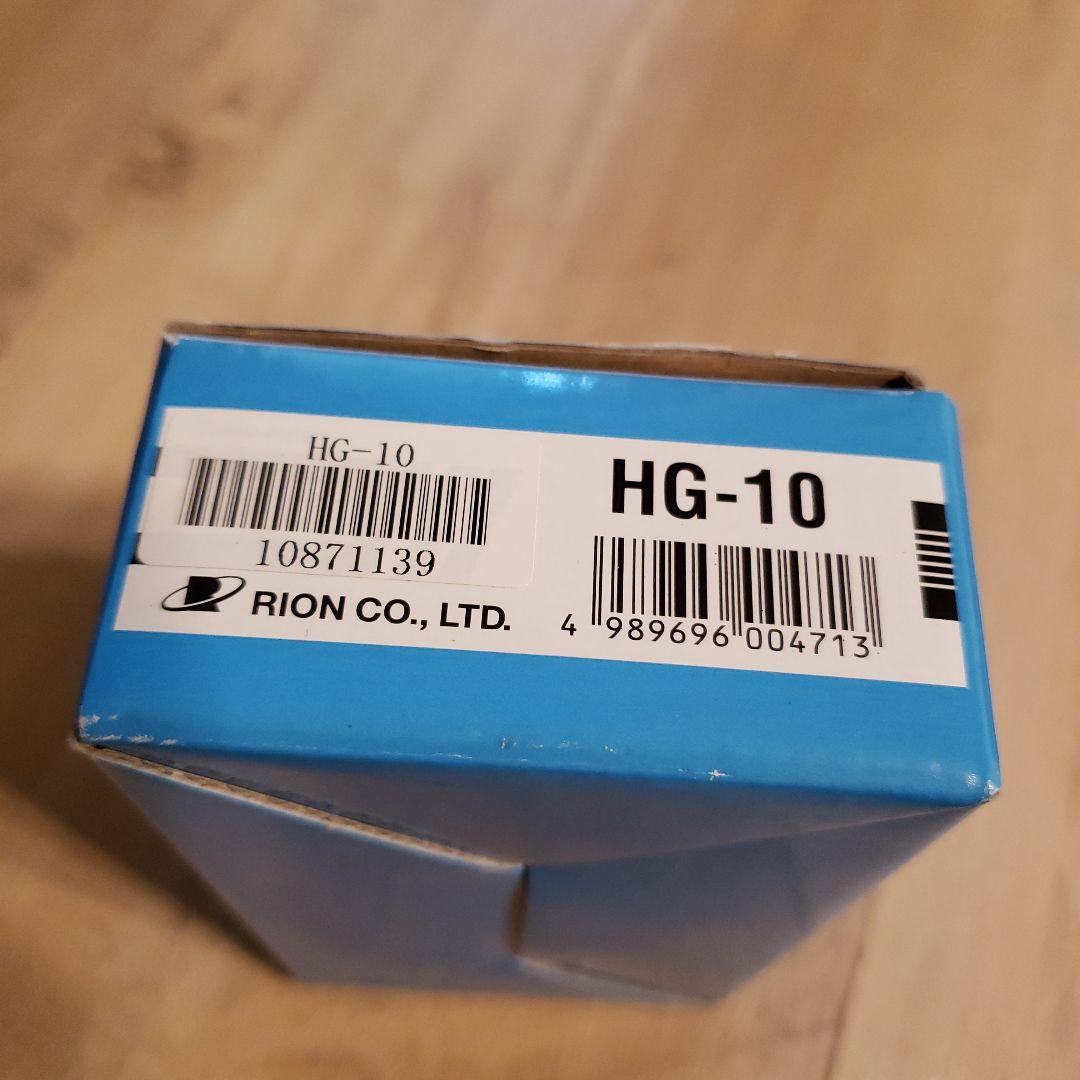 HG-10
10871139
RION CO., LTD.
HG-10
4 989696 004713